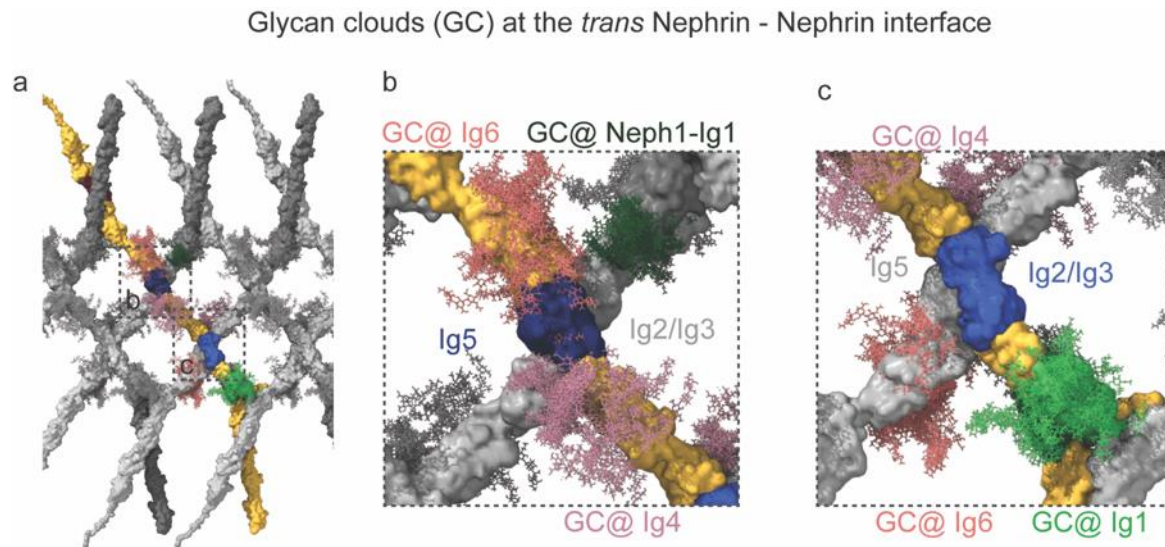 Glycan clouds (GC) at the trans Nephrin - Nephrin interface
a
b
c
b
c
GC@ Ig6
GC@ Neph1-Ig1
Ig5
Ig2/Ig3
GC@ Ig4
GC@ Ig4
Ig5
Ig2/Ig3
GC@ Ig6
GC@ Ig1